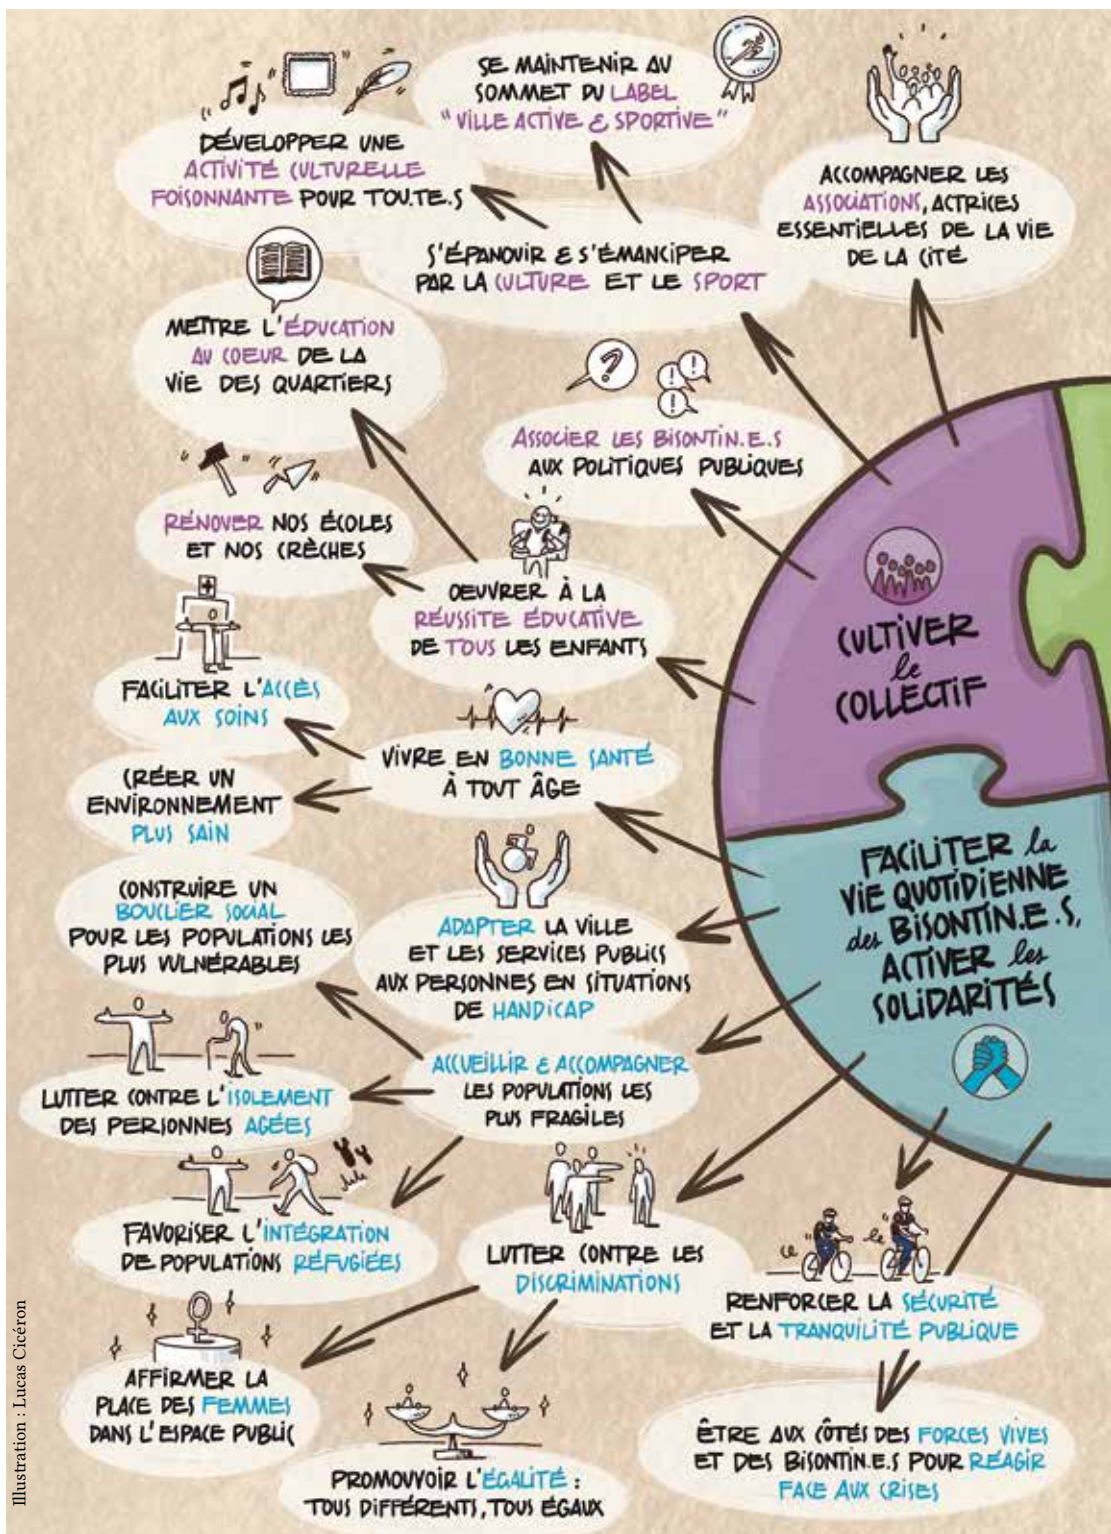 SE MAINTENIR AU
SOMMET DU LABEL
"VILLE ACTIVE & SPORTIVE"
DÉVELOPPER UNE
ACTIVITÉ CULTURELLE
FOISONNANTE POUR TOU.TE.S
ACCOMPAGNER LES
ASSOCIATIONS, ACTRICES
ESSENTIELLES DE LA VIE
DE LA CITÉ
S'ÉPANOUIR & S'ÉMANCIPER
PAR LA CULTURE ET LE SPORT
METTRE L'ÉDUCATION
AU COEUR DE LA
VIE DES QUARTIERS
?
!
!
!
ASSOCIER LES BISONTIN.E.S
AUX POLITIQUES PUBLIQUES
RÉNOVER NOS ÉCOLES
ET NOS CRÈCHES
OEUVRER À LA
RÉUSSITE ÉDUCATIVE
DE TOUS LES ENFANTS
CULTIVER
le
COLLECTIF
FACILITER L'ACCÈS
AUX SOINS
VIVRE EN BONNE SANTÉ
À TOUT ÂGE
CRÉER UN
ENVIRONNEMENT
PLUS SAIN
FACILITER la
VIE QUOTIDIENNE
des BISONTIN.E.S,
ACTIVER les
SOLIDARITÉS
CONSTRUIRE UN
BOUCLIER SOCIAL
POUR LES POPULATIONS LES
PLUS VULNÉRABLES
ADAPTER LA VILLE
ET LES SERVICES PUBLICS
AUX PERSONNES EN SITUATIONS
DE HANDICAP
ACCUEILLIR & ACCOMPAGNER
LES POPULATIONS LES
PLUS FRAGILES
LUTTER CONTRE L'ISOLEMENT
DES PERSONNES AGÉES
FAVORISER L'INTÉGRATION
DE POPULATIONS RÉFUGIÉES
LUTTER CONTRE LES
DISCRIMINATIONS
RENFORCER LA SÉCURITÉ
ET LA TRANQUILITÉ PUBLIQUE
AFFIRMER LA
PLACE DES FEMMES
DANS L'ESPACE PUBLIC
PROMOUVOIR L'ÉGALITÉ :
TOUS DIFFÉRENTS, TOUS ÉGAUX
ÊTRE AUX CÔTÉS DES FORCES VIVES
ET DES BISONTIN.E.S POUR RÉAGIR
FACE AUX CRISES
Illustration : Lucas Cicéron